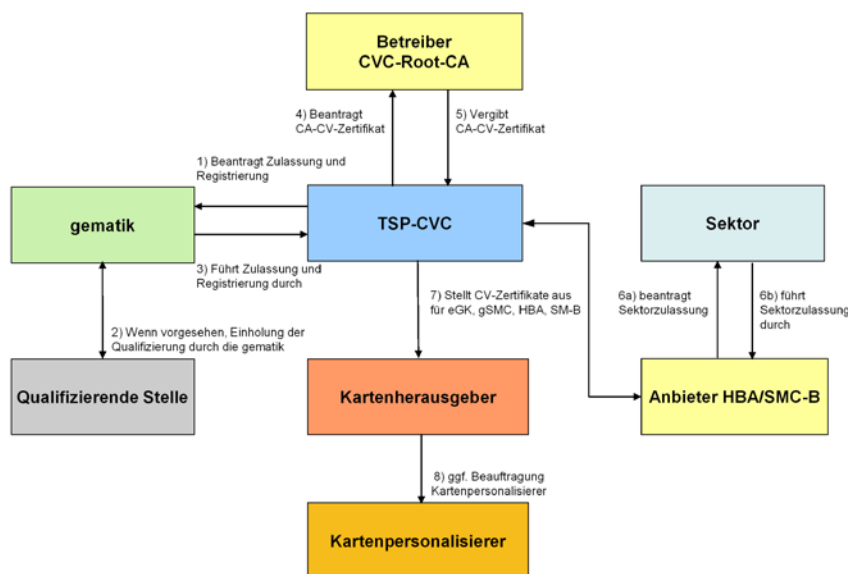 Betreiber
CVC-Root-CA
4) Beantragt
CA-CV-Zertifikat
5) Vergibt
CA-CV-Zertifikat
1) Beantragt Zulassung und
Registrierung
gematik
TSP-CVC
Sektor
3) Führt Zulassung und
Registrierung durch
7) Stellt CV-Zertifikate aus
für eGK, gSMC, HBA, SM-B
6a) beantragt
Sektorzulassung
6b) führt
Sektorzulassung
durch
2) Wenn vorgesehen, Einholung der
Qualifizierung durch die gematik
Qualifizierende Stelle
Kartenherausgeber
Anbieter HBA/SMC-B
8) ggf. Beauftragung
Kartenpersonalisierer
Kartenpersonalisierer